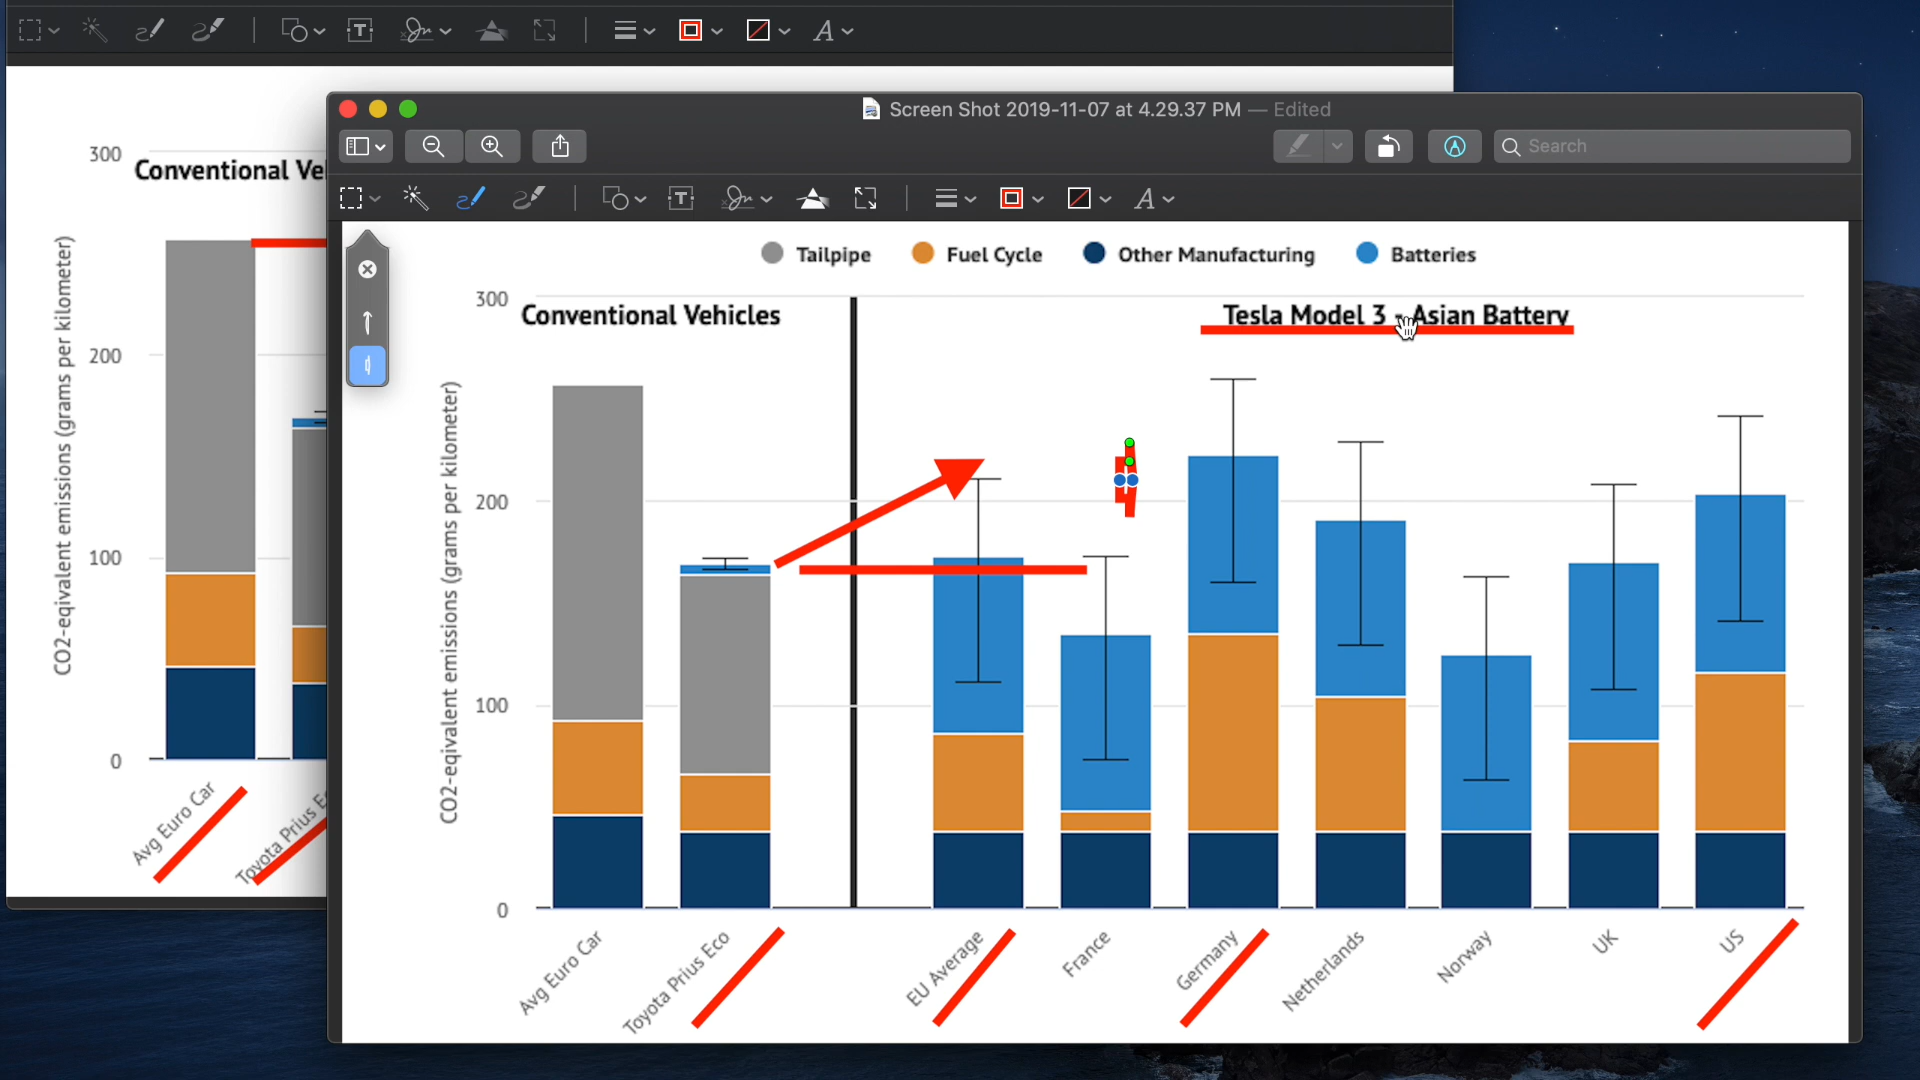 Screen Shot 2019-11-07 at 4.29.37 PM — Edited
Search
Tailpipe
Fuel Cycle
Other Manufacturing
Batteries
Conventional Vehicles
Tesla Model 3 - Asian Battery
CO2-eqivalent emissions (grams per kilometer)
300
200
100
0
Avg Euro Car
Toyota Prius Eco
EU Average
France
Germany
Netherlands
Norway
UK
US
Conventional
CO2-eqivalent emissions (grams per kilometer)
300
200
100
0
Avg Euro Car
Toyota Prius